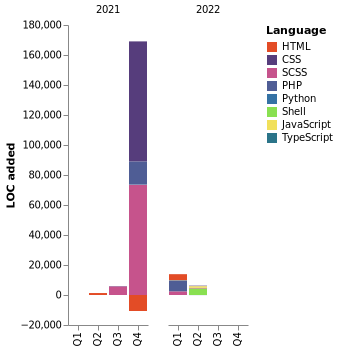 2021
2022
LOC added
180,000
160,000
140,000
120,000
100,000
80,000
60,000
40,000
20,000
0
−20,000
Q1
Q2
Q3
Q4
Q1
Q2
Q3
Q4
Language
HTML
CSS
SCSS
PHP
Python
Shell
JavaScript
TypeScript